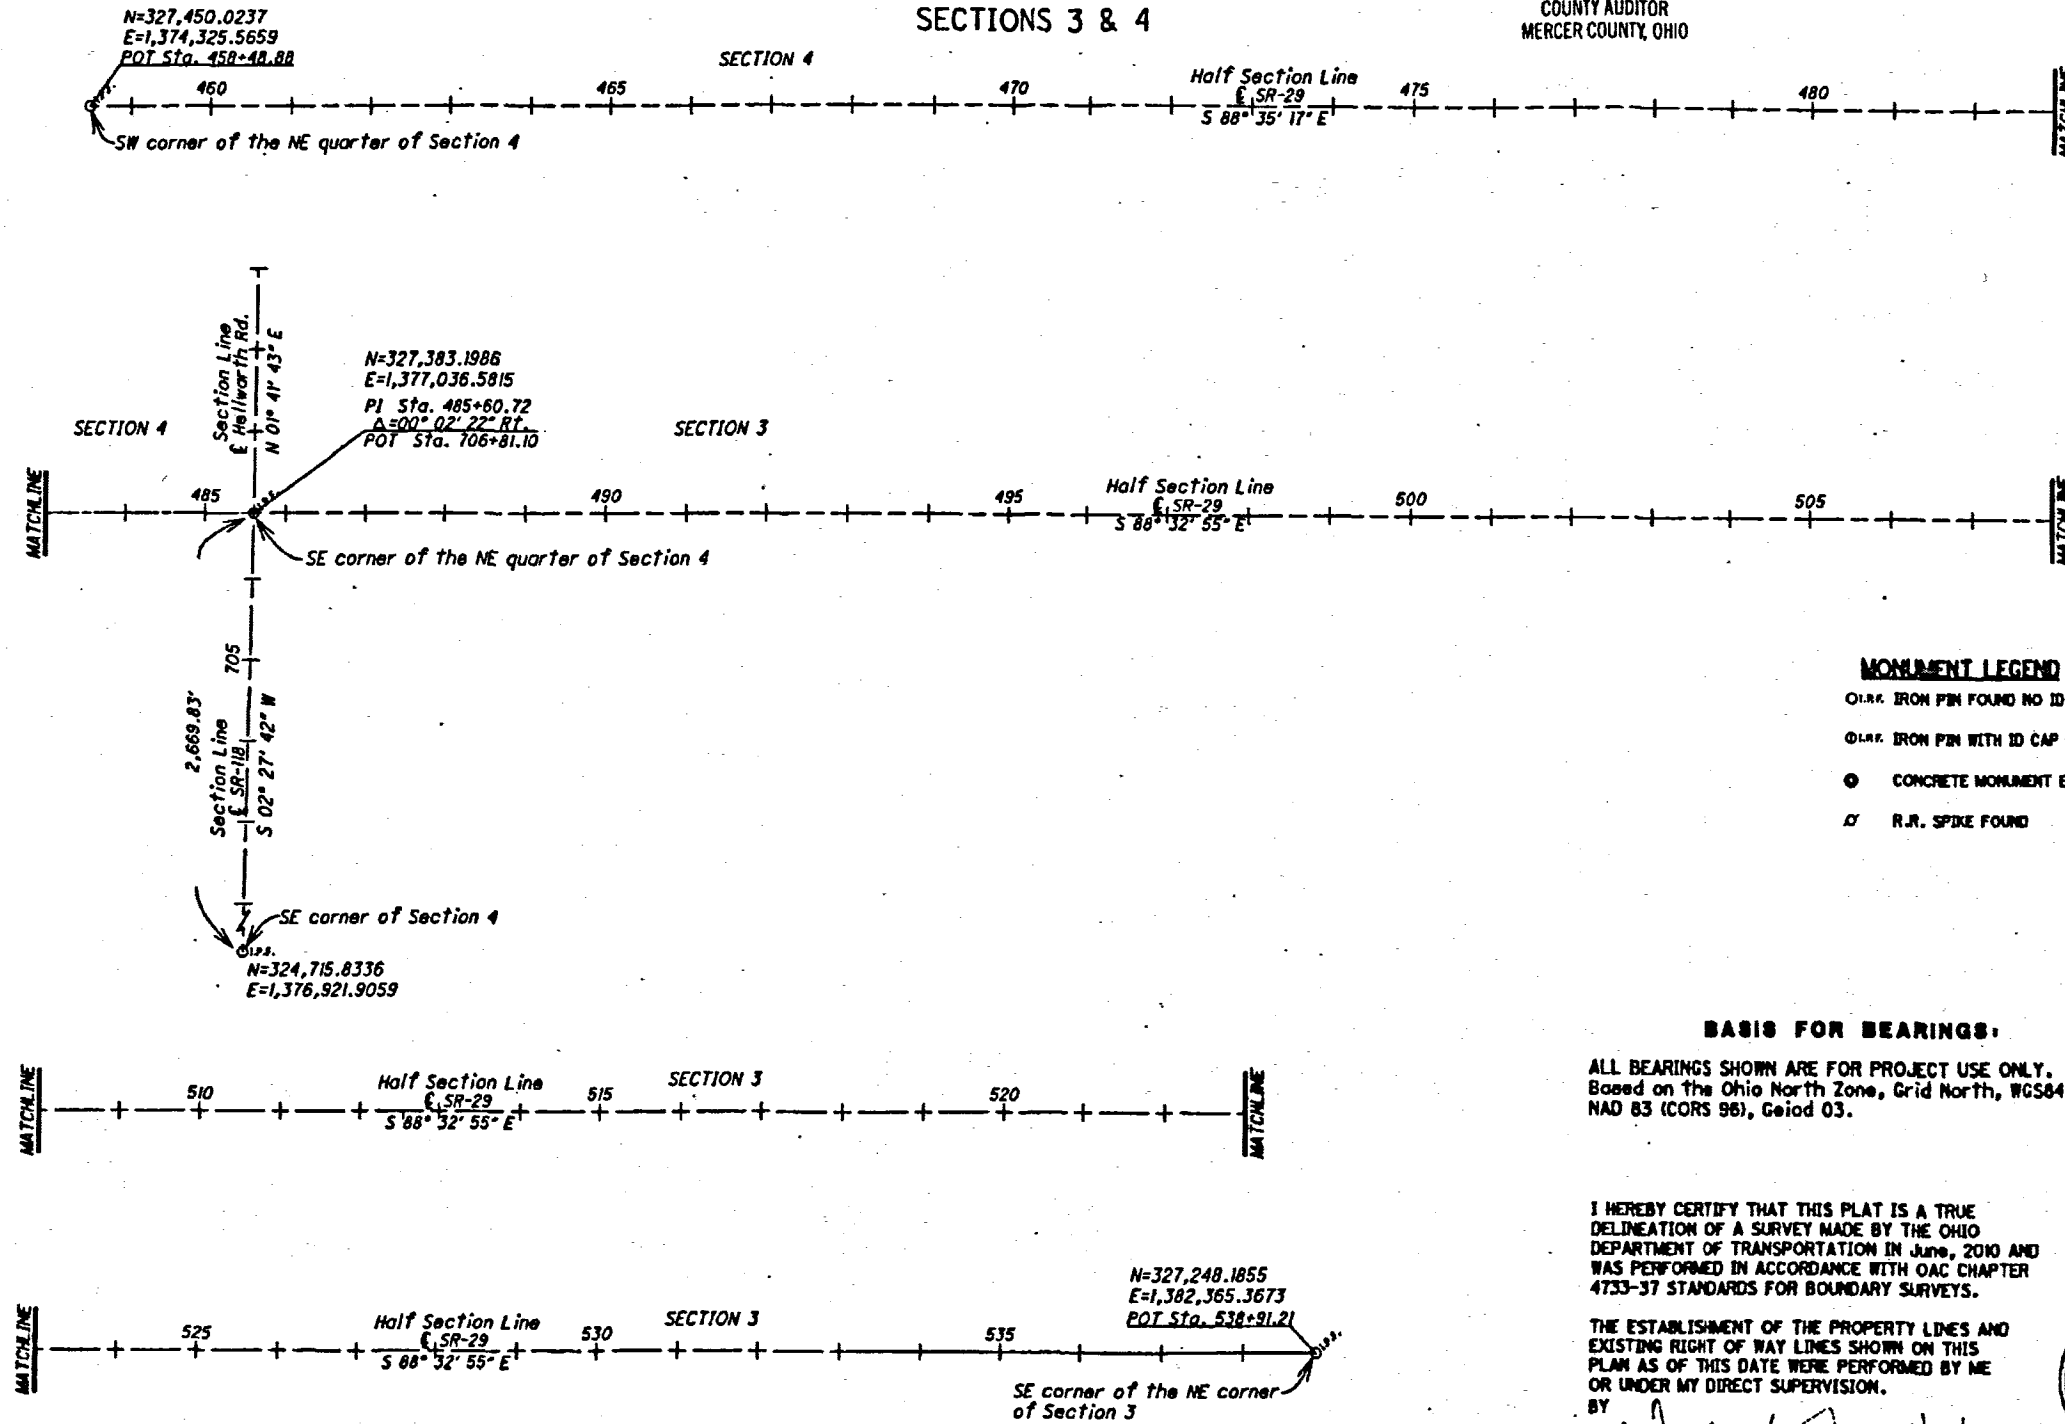 SECTIONS 3 & 4
COUNTY AUDITOR
MERCER COUNTY, OHIO
N=327,450.0237
E=1,374,325.5659
POT Sta. 458+48.88
SECTION 4
460
465
470
Half Section Line
℄ SR-29
S 88° 35' 17" E
475
480
MATCHLINE
SW corner of the NE quarter of Section 4
Section Line
℄ Hellworth Rd.
N 01° 41' 43" E
N=327,383.1986
E=1,377,036.5815
PI Sta. 485+60.72
Δ=00° 02' 22" Rt.
POT Sta. 706+81.10
SECTION 4
SECTION 3
MATCHLINE
485
I.P.S.
490
495
Half Section Line
℄ SR-29
S 88° 32' 55" E
500
505
MATCHLINE
SE corner of the NE quarter of Section 4
705
2,669.83'
Section Line
℄ SR-118
S 02° 27' 42" W
SE corner of Section 4
I.P.S.
N=324,715.8336
E=1,376,921.9059
MONUMENT LEGEND
I.R.F. IRON PIN FOUND NO ID
IRON PIN WITH ID CAP
CONCRETE MONUMENT
R.R. SPIKE FOUND
BASIS FOR BEARINGS:
ALL BEARINGS SHOWN ARE FOR PROJECT USE ONLY.
Based on the Ohio North Zone, Grid North, WGS84
NAD 83 (CORS 96), Geiod 03.
MATCHLINE
510
Half Section Line
℄ SR-29
S 88° 32' 55" E
515
SECTION 3
520
MATCHLINE
I HEREBY CERTIFY THAT THIS PLAT IS A TRUE
DELINEATION OF A SURVEY MADE BY THE OHIO
DEPARTMENT OF TRANSPORTATION IN June, 2010 AND
WAS PERFORMED IN ACCORDANCE WITH OAC CHAPTER
4733-37 STANDARDS FOR BOUNDARY SURVEYS.
THE ESTABLISHMENT OF THE PROPERTY LINES AND
EXISTING RIGHT OF WAY LINES SHOWN ON THIS
PLAN AS OF THIS DATE WERE PERFORMED BY ME
OR UNDER MY DIRECT SUPERVISION.
BY
MATCHLINE
525
Half Section Line
℄ SR-29
S 88° 32' 55" E
530
SECTION 3
535
N=327,248.1855
E=1,382,365.3673
POT Sta. 538+91.21
I.P.S.
SE corner of the NE corner
of Section 3